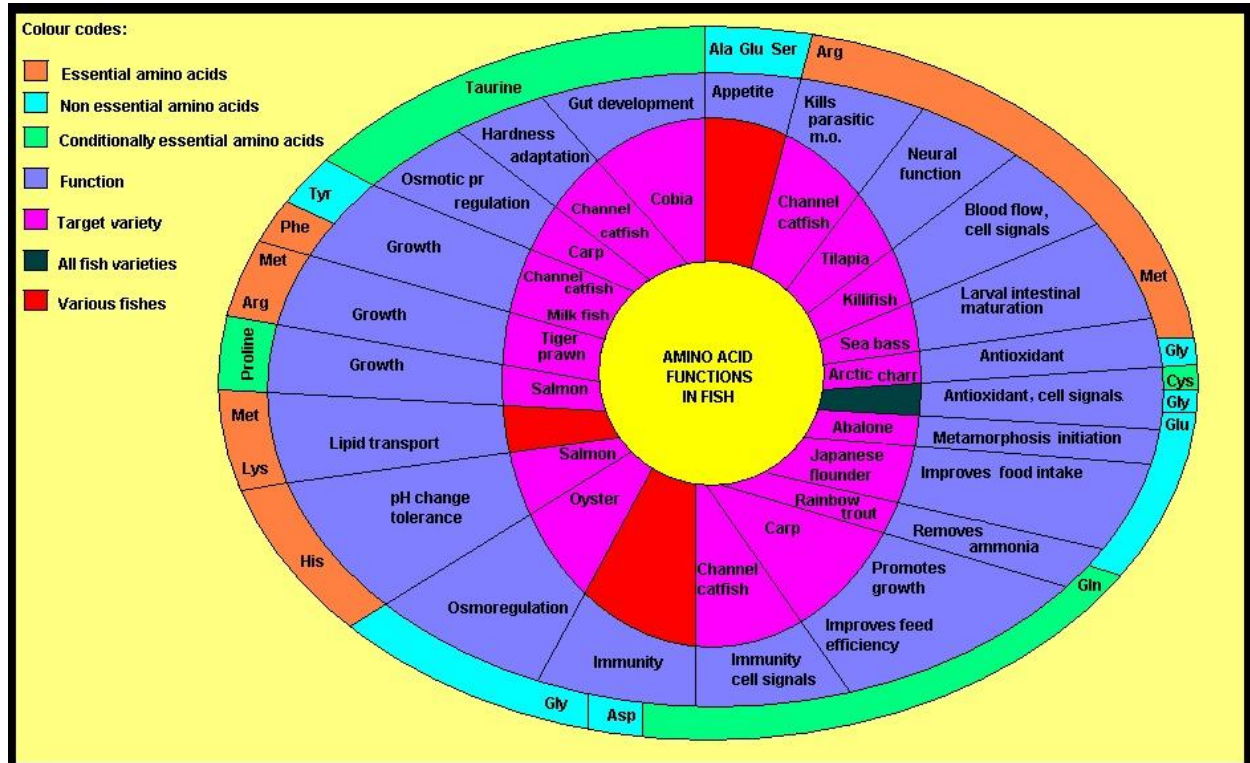 Colour codes:
Essential amino acids
Non essential amino acids
Conditionally essential amino acids
Function
Target variety
All fish varieties
Various fishes
AMINO ACID
FUNCTIONS
IN FISH
Ala Glu Ser
Arg
Met
Gly
Cys
Gly
Glu
Gln
Asp
Gly
His
Lys
Met
Proline
Arg
Met
Phe
Tyr
Taurine
Appetite
Kills
parasitic
m.o.
Neural
function
Blood flow,
cell signals
Larval intestinal
maturation
Antioxidant
Antioxidant, cell signals.
Metamorphosis initiation
Improves food intake
Removes
ammonia
Promotes
growth
Improves feed
efficiency
Immunity
cell signals
Immunity
Osmoregulation
pH change
tolerance
Lipid transport
Growth
Growth
Growth
Osmotic pr
regulation
Hardness
adaptation
Gut development
Channel
catfish
Tilapia
Killifish
Sea bass
Arctic charr
Abalone
Japanese
flounder
Rainbow
trout
Carp
Channel
catfish
Oyster
Salmon
Salmon
Tiger
prawn
Milk fish
Channel
catfish
Carp
Channel
catfish
Cobia